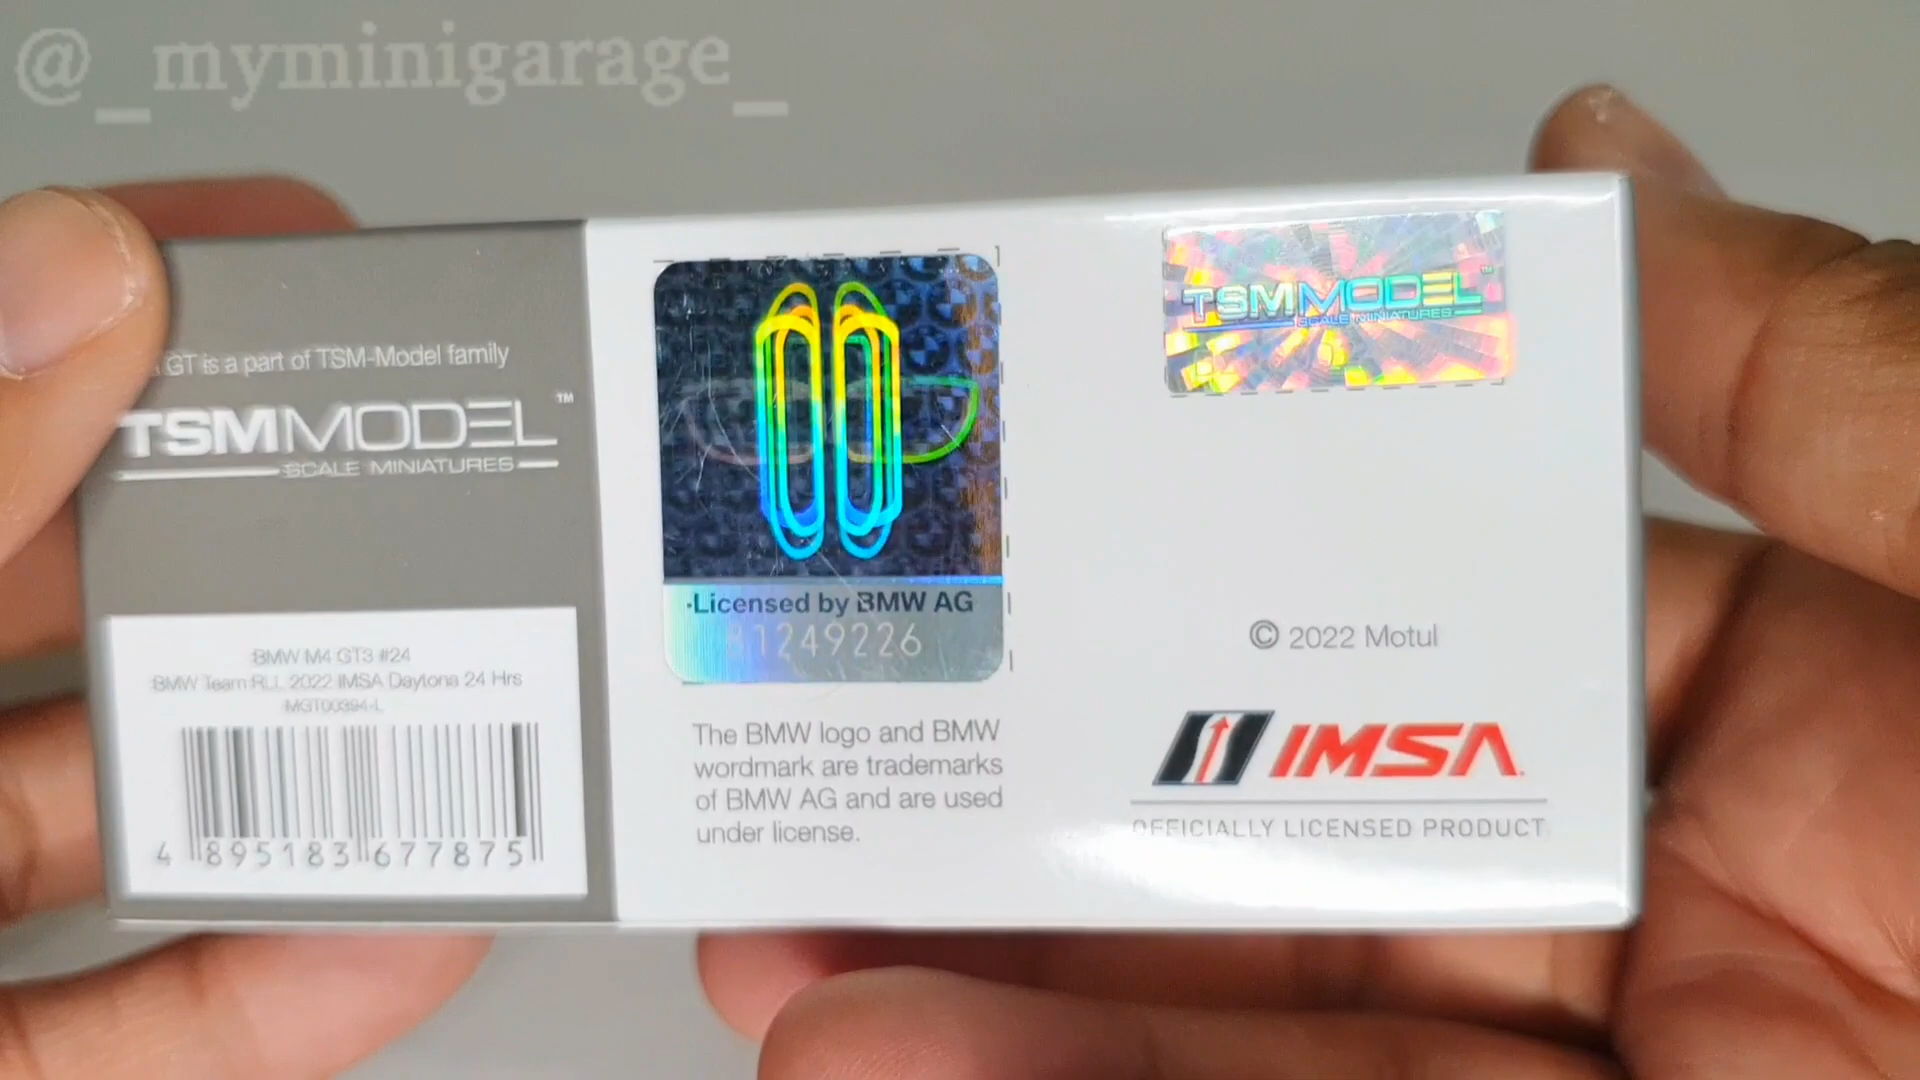 @_myminigarage_
GT is a part of TSM-Model family
TSMMODEL™
SCALE MINIATURES
BMW M4 GT3 #24
BMW Team RLL 2022 IMSA Daytona 24 Hrs
MGT00394-L
4 895183 677875
Licensed by BMW AG
1249226
The BMW logo and BMW
wordmark are trademarks
of BMW AG and are used
under license.
TSMMODEL™
SCALE MINIATURES
© 2022 Motul
IMSA
OFFICIALLY LICENSED PRODUCT